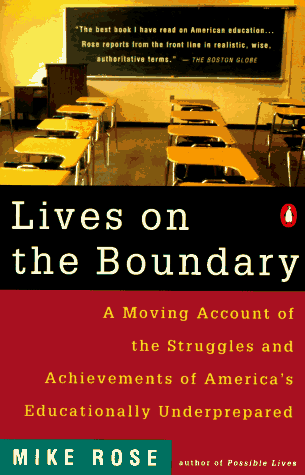 "The best book I have read on American education...
Rose reports from the front line in realistic, wise,
authoritative terms." — THE BOSTON GLOBE
Lives on
the Boundary
A Moving Account of
the Struggles and
Achievements of America's
Educationally Underprepared
MIKE ROSE author of Possible Lives